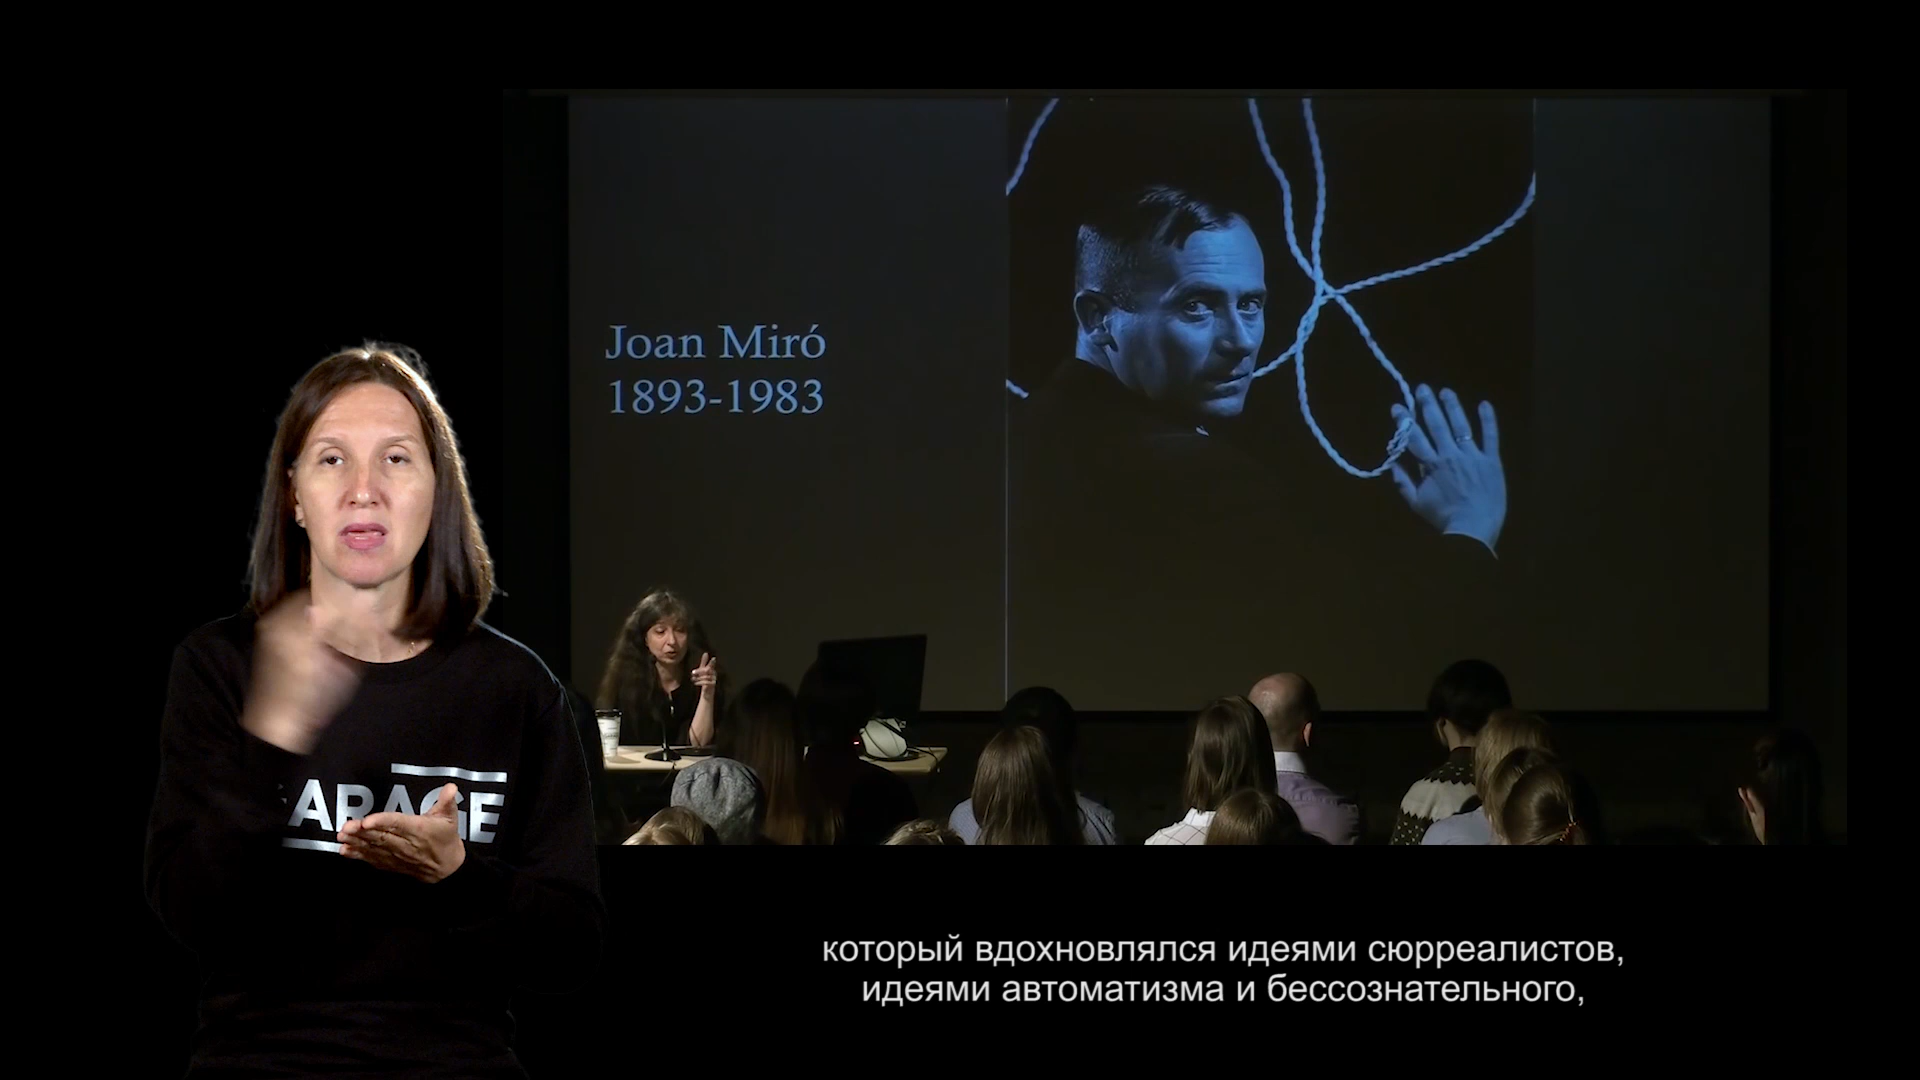 Joan Miró
1893-1983
ARAGE
который вдохновлялся идеями сюрреалистов,
идеями автоматизма и бессознательного,